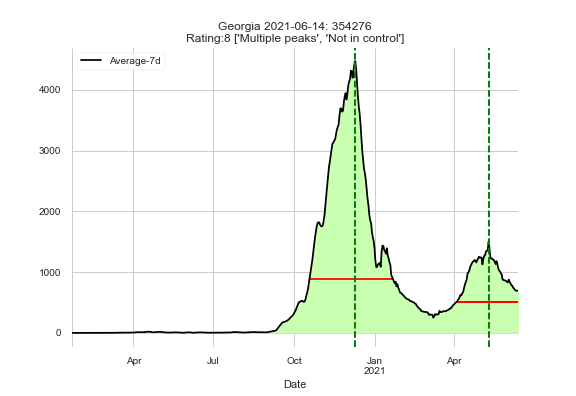 Georgia 2021-06-14: 354276
Rating:8 ['Multiple peaks', 'Not in control']
Average-7d
4000
3000
2000
1000
0
Apr
Jul
Oct
Jan
2021
Apr
Date